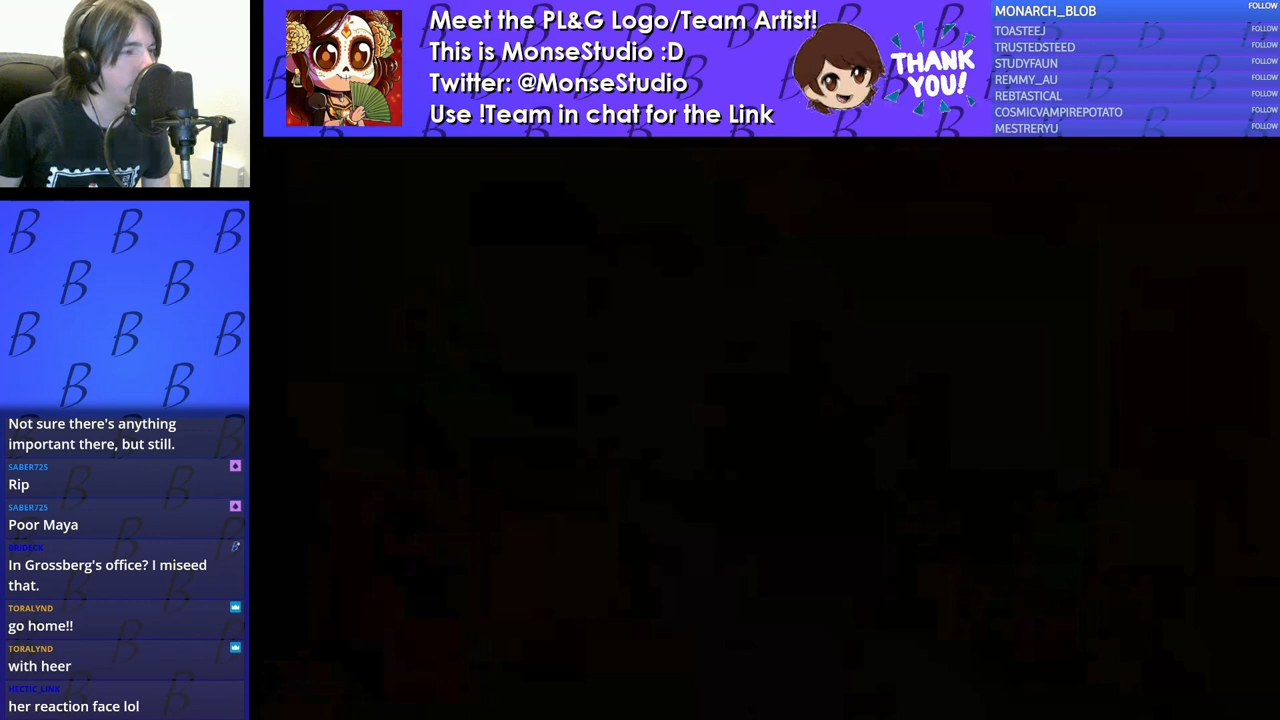 Meet the PL&G Logo/Team Artist!
This is MonseStudio :D
Twitter: @MonseStudio
Use !Team in chat for the Link
THANK
YOU!
MONARCH_BLOB FOLLOW
TOASTEEJ FOLLOW
TRUSTEDSTEED FOLLOW
STUDYFAUN FOLLOW
REMMY_AU FOLLOW
REBTASTICAL FOLLOW
COSMICVAMPIREPOTATO FOLLOW
MESTRERYU FOLLOW
B B B
B B
B B B
B B
Not sure there's anything
important there, but still.
SABER725
Rip
SABER725
Poor Maya
BRIDECK
In Grossberg's office? I miseed
that.
TORALYND
go home!!
TORALYND
with heer
HECTIC_LINK
her reaction face lol